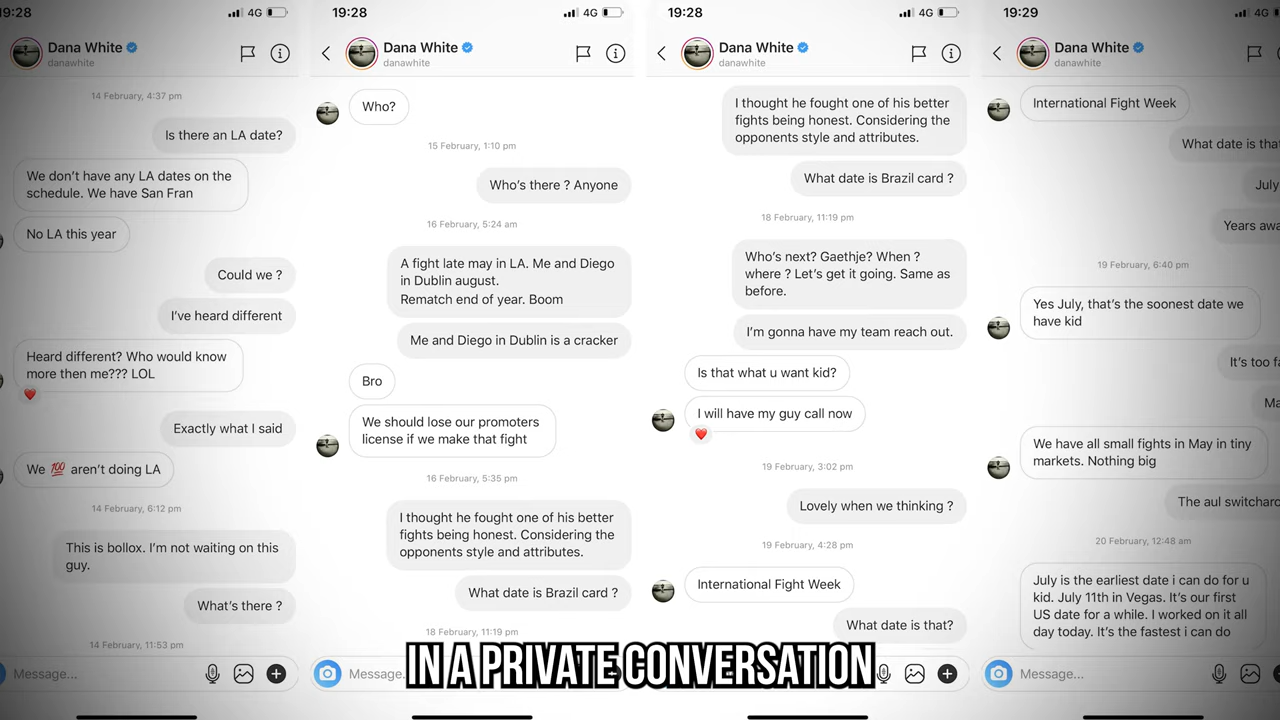 19:28
4G
Dana White
danawhite
14 February, 4:37 pm
Is there an LA date?
We don't have any LA dates on the
schedule. We have San Fran
No LA this year
Could we ?
I've heard different
Heard different? Who would know
more then me??? LOL
❤️
Exactly what I said
We 💯 aren't doing LA
14 February, 6:12 pm
This is bollox. I'm not waiting on this
guy.
What's there ?
14 February, 11:53 pm
Message...
19:28
4G
Dana White
danawhite
Who?
15 February, 1:10 pm
Who's there ? Anyone
16 February, 5:24 am
A fight late may in LA. Me and Diego
in Dublin august.
Rematch end of year. Boom
Me and Diego in Dublin is a cracker
Bro
We should lose our promoters
license if we make that fight
16 February, 5:35 pm
I thought he fought one of his better
fights being honest. Considering the
opponents style and attributes.
What date is Brazil card ?
18 February, 11:19 pm
Message...
19:28
4G
Dana White
danawhite
I thought he fought one of his better
fights being honest. Considering the
opponents style and attributes.
What date is Brazil card ?
18 February, 11:19 pm
Who's next? Gaethje? When ?
where ? Let's get it going. Same as
before.
I'm gonna have my team reach out.
Is that what u want kid?
I will have my guy call now
❤️
19 February, 3:02 pm
Lovely when we thinking ?
19 February, 4:28 pm
International Fight Week
What date is that?
19:29
4G
Dana White
danawhite
International Fight Week
What date is that
July
Years awa
19 February, 6:40 pm
Yes July, that's the soonest date we
have kid
It's too fa
Ma
We have all small fights in May in tiny
markets. Nothing big
The aul switcharo
20 February, 12:48 am
July is the earliest date i can do for u
kid. July 11th in Vegas. It's our first
US date for a while. I worked on it all
day today. It's the fastest i can do
Message...
IN A PRIVATE CONVERSATION